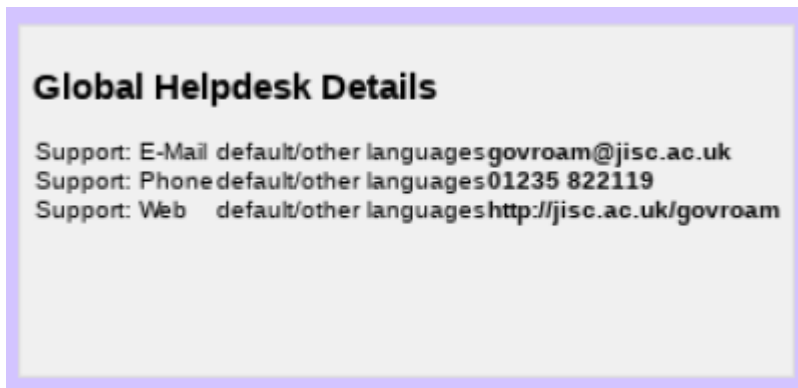 Global Helpdesk Details
Support: E-Mail default/other languages govroam@jisc.ac.uk
Support: Phone default/other languages 01235 822119
Support: Web default/other languages http://jisc.ac.uk/govroam